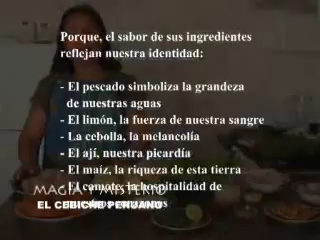 Porque, el sabor de sus ingredientes
reflejan nuestra identidad:
- El pescado simboliza la grandeza
de nuestras aguas
- El limón, la fuerza de nuestra sangre
- La cebolla, la melancolía
- El ají, nuestra picardía
- El maíz, la riqueza de esta tierra
- El camote, la hospitalidad de
MAGIA Y MISTERIO
EL CEBICHE PERUANO